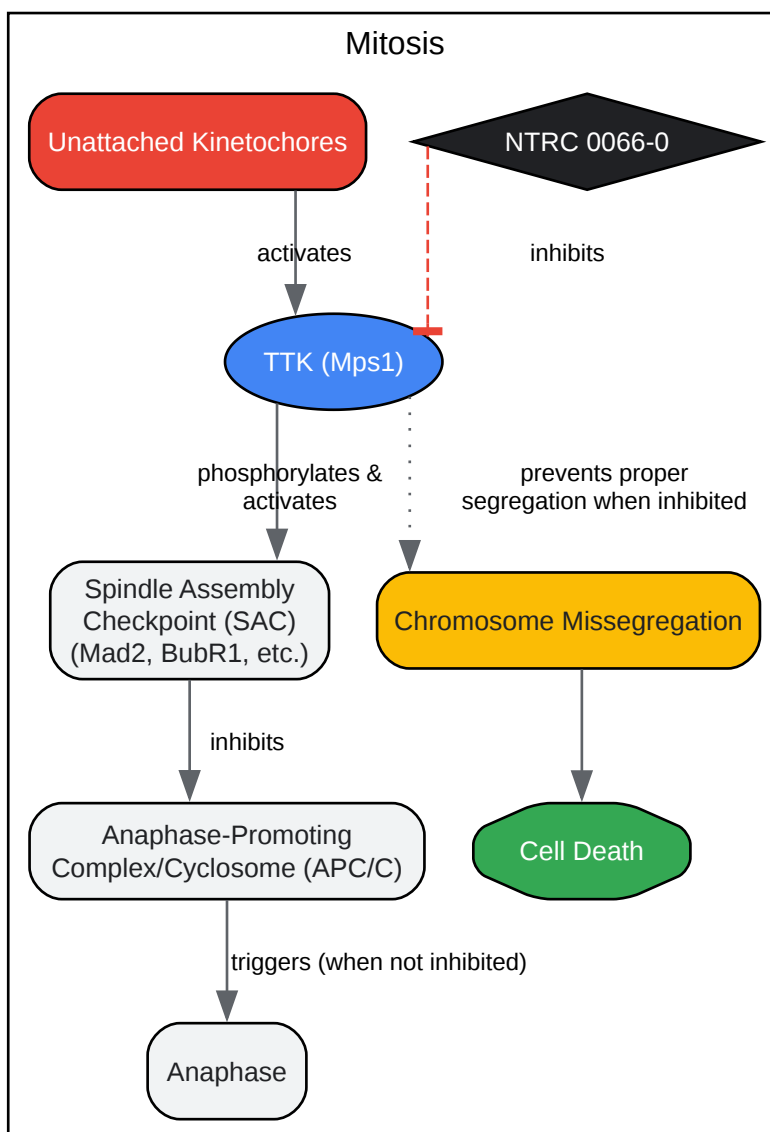 Mitosis
Unattached Kinetochores
NTRC 0066-0
activates
inhibits
TTK (Mps1)
phosphorylates &
activates
prevents proper
segregation when inhibited
Spindle Assembly
Checkpoint (SAC)
(Mad2, BubR1, etc.)
Chromosome Missegregation
inhibits
Anaphase-Promoting
Complex/Cyclosome (APC/C)
Cell Death
triggers (when not inhibited)
Anaphase